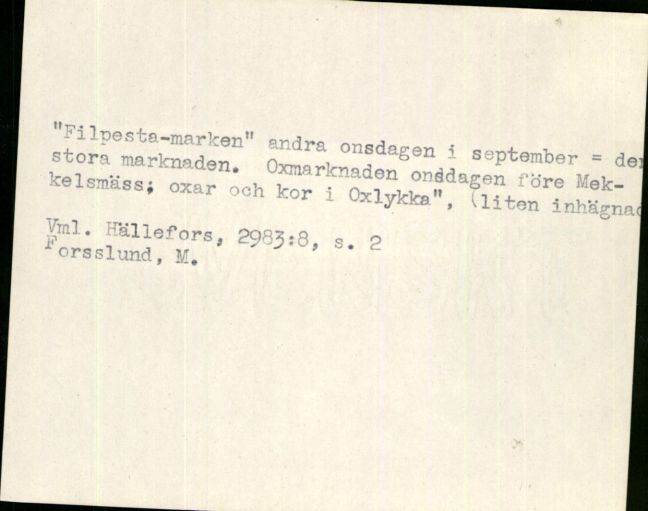 "Filpesta-marken" andra onsdagen i september = de
stora marknaden. Oxmarknaden onsdagen före Mek-
kelsmäss; oxar och kor i Oxlykka", (liten inhägna
Vml. Hällefors, 2983:8, s. 2
Forsslund, M.